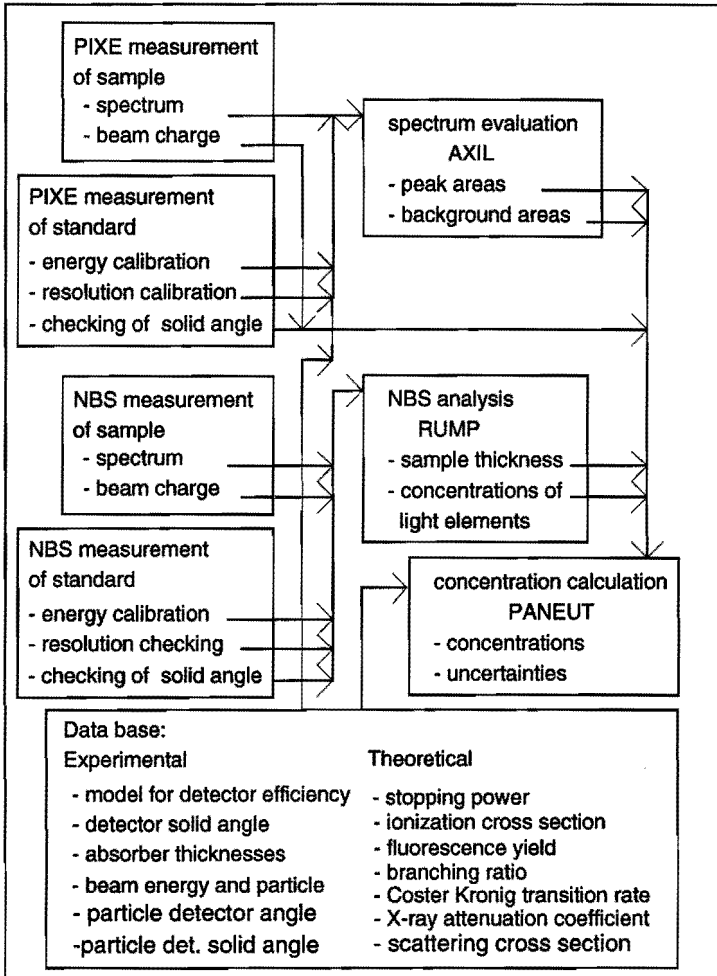 PIXE measurement
of sample
- spectrum
- beam charge
PIXE measurement
of standard
- energy calibration
- resolution calibration
- checking of solid angle
NBS measurement
of sample
- spectrum
- beam charge
NBS measurement
of standard
- energy calibration
- resolution checking
- checking of solid angle
spectrum evaluation
AXIL
- peak areas
- background areas
NBS analysis
RUMP
- sample thickness
- concentrations of
light elements
concentration calculation
PANEUT
- concentrations
- uncertainties
Data base:
Experimental
- model for detector efficiency
- detector solid angle
- absorber thicknesses
- beam energy and particle
- particle detector angle
-particle det. solid angle
Theoretical
- stopping power
- ionization cross section
- fluorescence yield
- branching ratio
- Coster Kronig transition rate
- X-ray attenuation coefficient
- scattering cross section